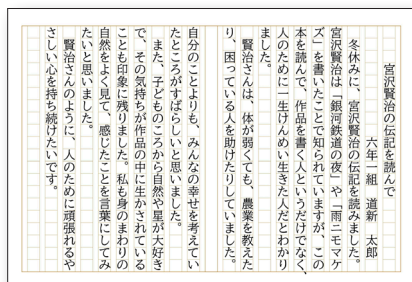 宮沢賢治の伝記を読んで
六年一組　道新　太郎
冬休みに、宮沢賢治の伝記を読みました。
宮沢賢治は「銀河鉄道の夜」や「雨ニモマケ
ズ」を書いたことで知られていますが、この
本を読んで、作品を書く人というだけでなく、
人のために一生けんめい生きた人だとわかり
ました。
賢治さんは、体が弱くても、農業を教えた
り、困っている人を助けたりしていました。
自分のことよりも、みんなの幸せを考えてい
たところがすばらしいと思いました。
また、子どものころから自然や星が大好き
で、その気持ちが作品の中に生かされている
ことも印象に残りました。私も身のまわりの
自然をよく見て、感じたことを言葉にしてみ
たいと思いました。
賢治さんのように、人のために頑張れるや
さしい心を持ち続けたいです。